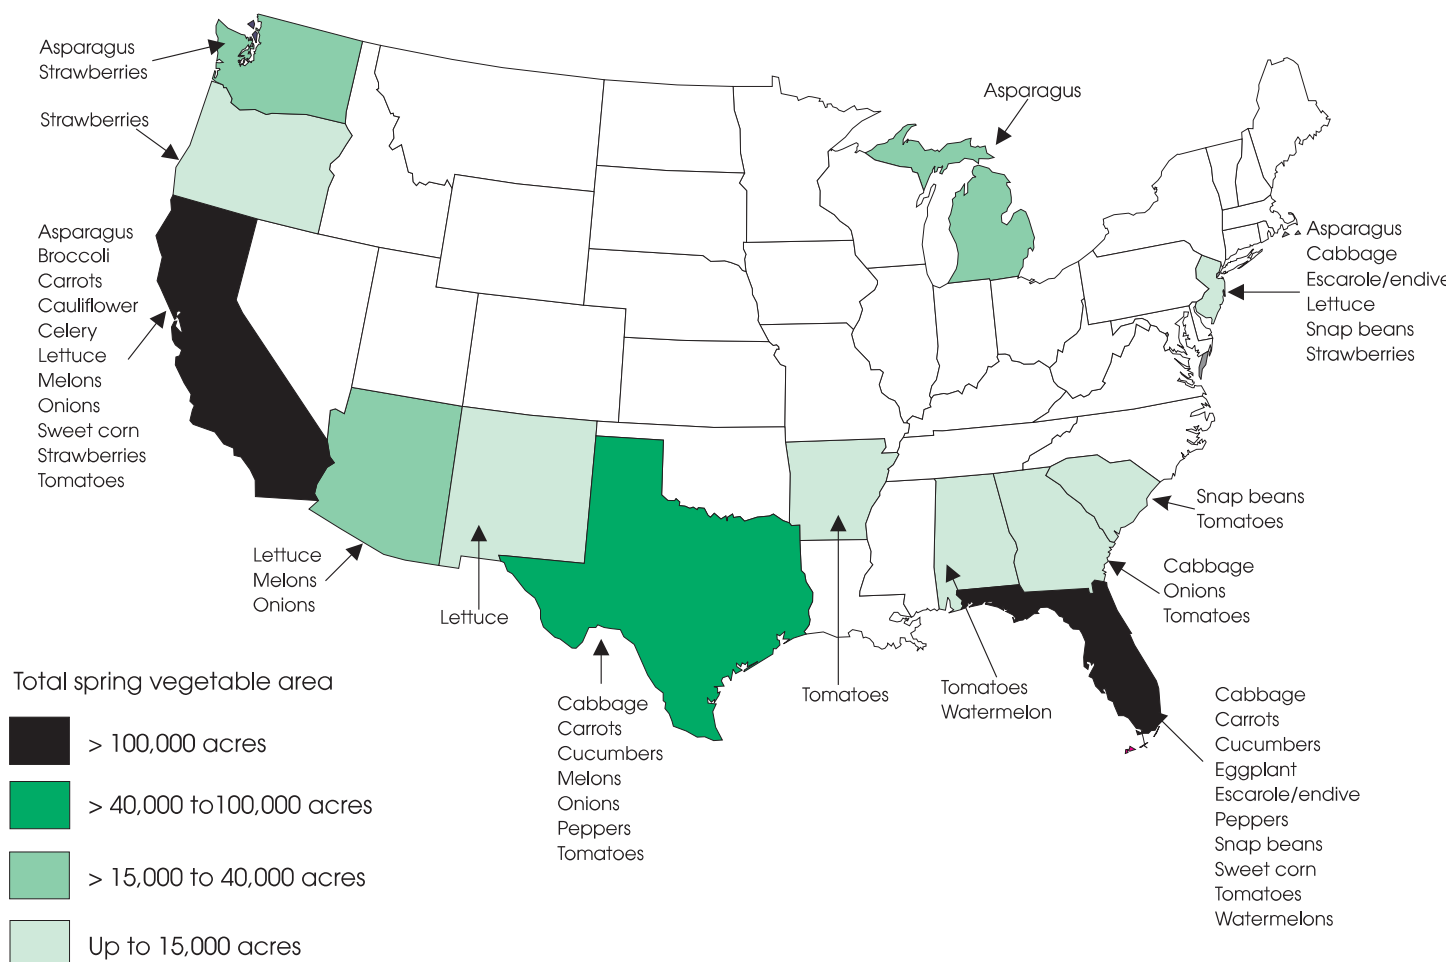 Asparagus
Strawberries
Strawberries
Asparagus
Broccoli
Carrots
Cauliflower
Celery
Lettuce
Melons
Onions
Sweet corn
Strawberries
Tomatoes
Lettuce
Melons
Onions
Lettuce
Cabbage
Carrots
Cucumbers
Melons
Onions
Peppers
Tomatoes
Tomatoes
Tomatoes
Watermelon
Asparagus
Asparagus
Cabbage
Escarole/endive
Lettuce
Snap beans
Strawberries
Snap beans
Tomatoes
Cabbage
Onions
Tomatoes
Cabbage
Carrots
Cucumbers
Eggplant
Escarole/endive
Peppers
Snap beans
Sweet corn
Tomatoes
Watermelons
Total spring vegetable area
> 100,000 acres
> 40,000 to100,000 acres
> 15,000 to 40,000 acres
Up to 15,000 acres